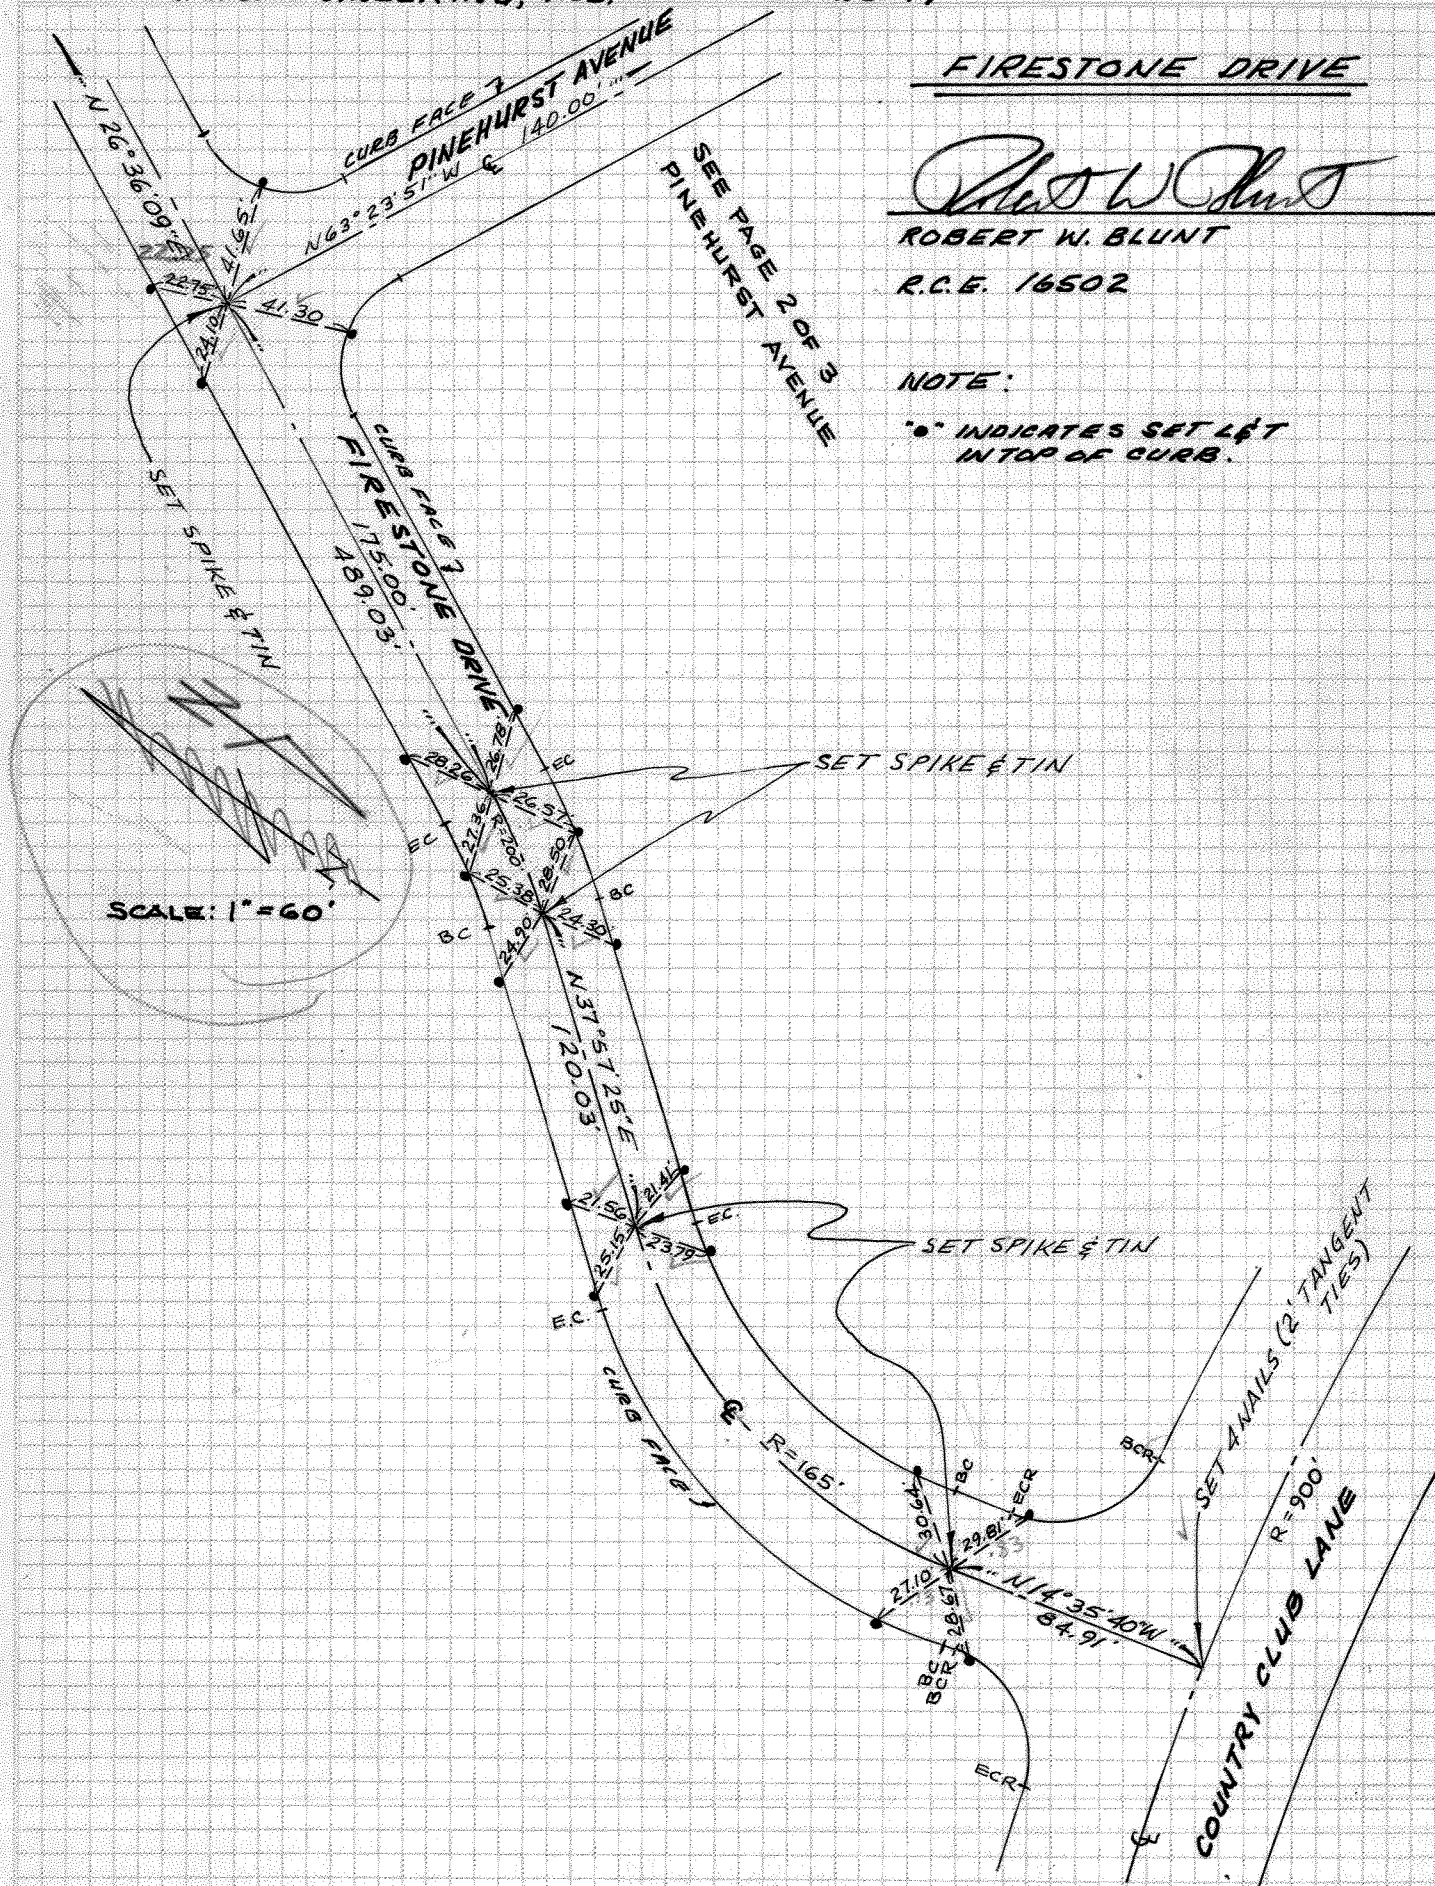 FIRESTONE DRIVE
ROBERT W. BLUNT
R.C.E. 16502
NOTE:
"●" INDICATES SET L&T
IN TOP OF CURB.
SEE PAGE 2 OF 3
PINEHURST AVENUE
CURB FACE
PINEHURST AVENUE
140.00'
N63°23'51"W ℄
N26°36'09"E
41.65'
22.75
41.30
24.10
SET SPIKE & TIN
CURB FACE
FIRESTONE DRIVE
175.00'
489.03'
N
SCALE: 1"=60'
26.78
28.26
EC
SET SPIKE & TIN
26.57
27.36
R=200'
EC
28.50
25.38
BC
24.30
24.90
BC
N37°57'25"E
120.03'
21.41
21.56
E.C.
23.79
25.15
E.C.
SET SPIKE & TIN
CURB FACE
℄
R=165'
SET 4 NAILS (2' TANGENT
TIES)
BCR
BC
ECR
30.64
29.81
.83
27.10
28.67
N14°35'40"W
84.91'
BC
BCR
ECR
R=900'
COUNTRY CLUB LANE
℄